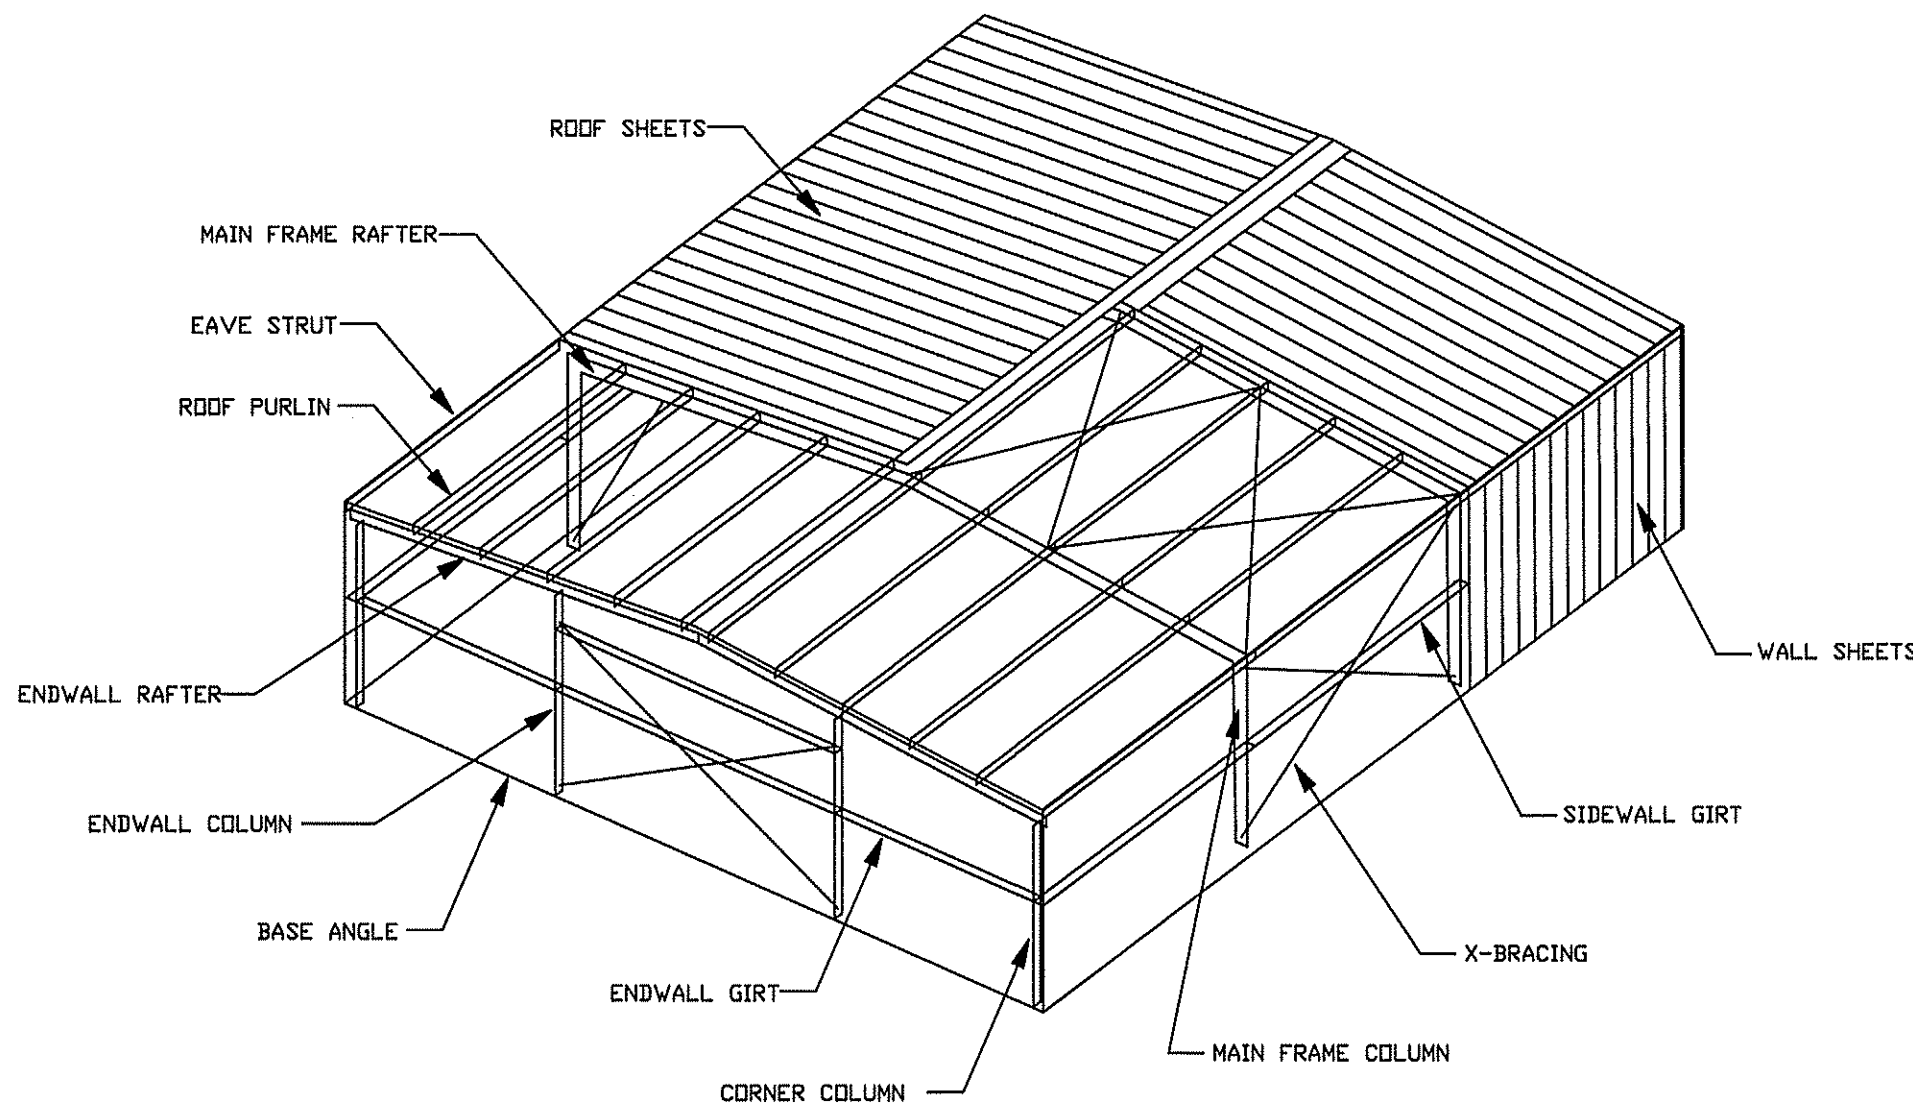 ROOF SHEETS
MAIN FRAME RAFTER
EAVE STRUT
ROOF PURLIN
WALL SHEETS
ENDWALL RAFTER
SIDEWALL GIRT
ENDWALL COLUMN
BASE ANGLE
X-BRACING
ENDWALL GIRT
MAIN FRAME COLUMN
CORNER COLUMN